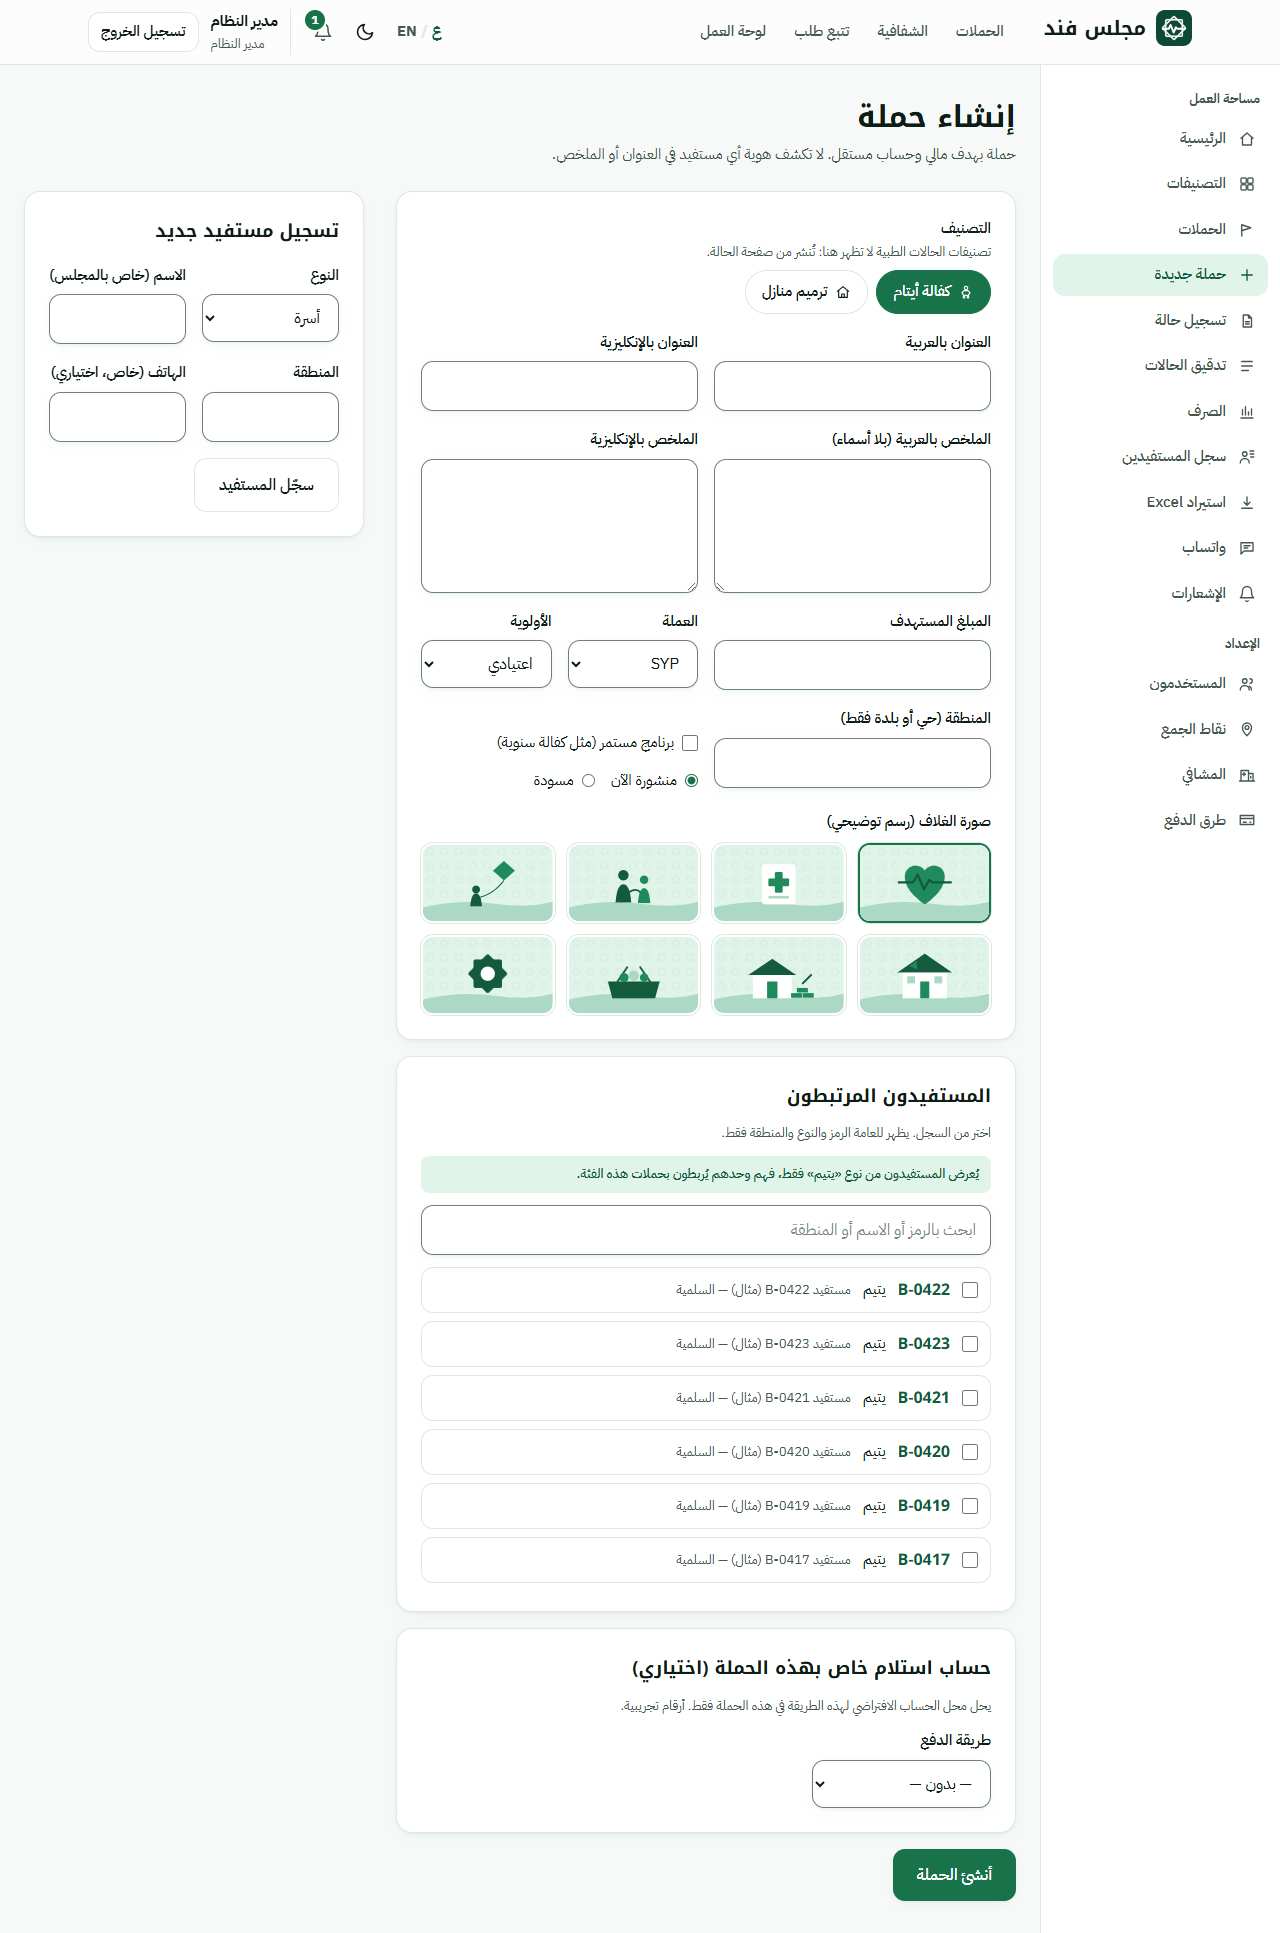 مجلس فند
الحملات
الشفافية
تتبع طلب
لوحة العمل
ع / EN
1
مدير النظام
مدير النظام
تسجيل الخروج
مساحة العمل
الرئيسية
التصنيفات
الحملات
حملة جديدة
تسجيل حالة
تدقيق الحالات
الصرف
سجل المستفيدين
استيراد Excel
واتساب
الإشعارات
الإعداد
المستخدمون
نقاط الجمع
المشافي
طرق الدفع
إنشاء حملة
حملة بهدف مالي وحساب مستقل. لا تكشف هوية أي مستفيد في العنوان أو الملخص.
التصنيف
تصنيفات الحالات الطبية لا تظهر هنا: تُنشر من صفحة الحالة.
كفالة أيتام
ترميم منازل
العنوان بالعربية
العنوان بالإنكليزية
الملخص بالعربية (بلا أسماء)
الملخص بالإنكليزية
المبلغ المستهدف
العملة
الأولوية
SYP
اعتيادي
المنطقة (حي أو بلدة فقط)
برنامج مستمر (مثل كفالة سنوية)
منشورة الآن
مسودة
صورة الغلاف (رسم توضيحي)
المستفيدون المرتبطون
اختر من السجل. يظهر للعامة الرمز والنوع والمنطقة فقط.
يُعرض المستفيدون من نوع «يتيم» فقط، فهم وحدهم يُربطون بحملات هذه الفئة.
ابحث بالرمز أو الاسم أو المنطقة
B-0422 يتيم مستفيد B-0422 (مثال) — السلمية
B-0423 يتيم مستفيد B-0423 (مثال) — السلمية
B-0421 يتيم مستفيد B-0421 (مثال) — السلمية
B-0420 يتيم مستفيد B-0420 (مثال) — السلمية
B-0419 يتيم مستفيد B-0419 (مثال) — السلمية
B-0417 يتيم مستفيد B-0417 (مثال) — السلمية
حساب استلام خاص بهذه الحملة (اختياري)
يحل محل الحساب الافتراضي لهذه الطريقة في هذه الحملة فقط. أرقام تجريبية.
طريقة الدفع
— بدون —
أنشئ الحملة
تسجيل مستفيد جديد
النوع
الاسم (خاص بالمجلس)
أسرة
المنطقة
الهاتف (خاص، اختياري)
سجّل المستفيد